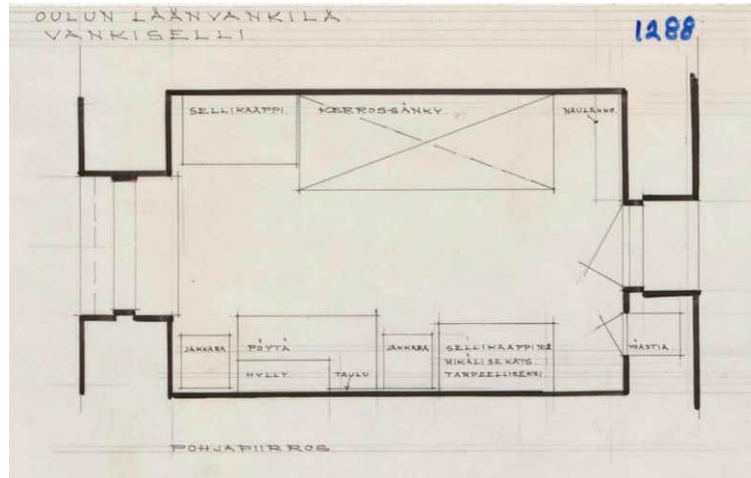 OULUN LÄÄNVANKILA.
VANKISELLI.
1288
SELLIKAAPPI.
KERROS-SÄNKY.
NAULAKKO.
JAKKARA
PÖYTÄ
HYLLY.
TAULU
JAKKARA
SELLIKAAPPI N:2
MIKÄLI SE KATS.
TARPEELLISEKSI.
ASTIA.
POHJAPIIRROS